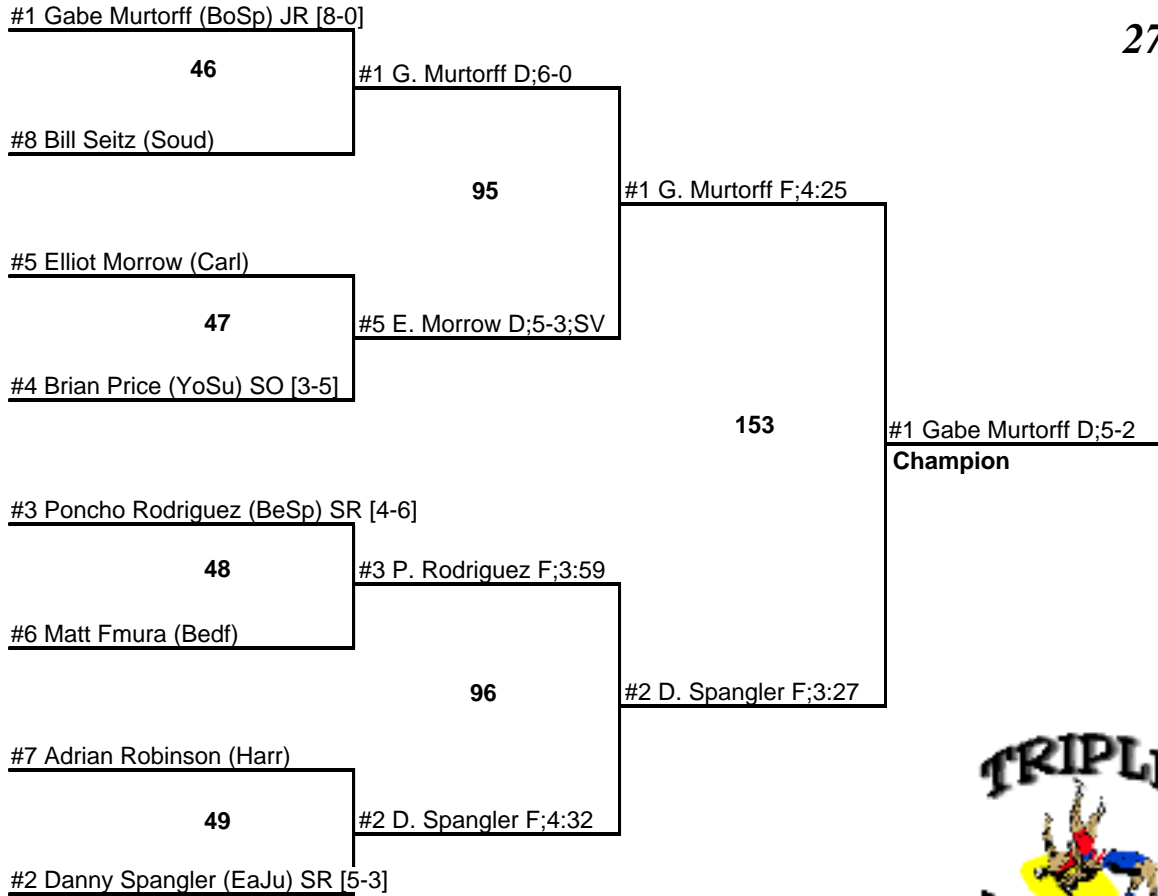 #1 Gabe Murtorff (BoSp) JR [8-0]
27
46
#1 G. Murtorff D;6-0
#8 Bill Seitz (Soud)
95
#1 G. Murtorff F;4:25
#5 Elliot Morrow (Carl)
47
#5 E. Morrow D;5-3;SV
#4 Brian Price (YoSu) SO [3-5]
153
#1 Gabe Murtorff D;5-2
Champion
#3 Poncho Rodriguez (BeSp) SR [4-6]
48
#3 P. Rodriguez F;3:59
#6 Matt Fmura (Bedf)
96
#2 D. Spangler F;3:27
#7 Adrian Robinson (Harr)
49
#2 D. Spangler F;4:32
#2 Danny Spangler (EaJu) SR [5-3]
TRIPL